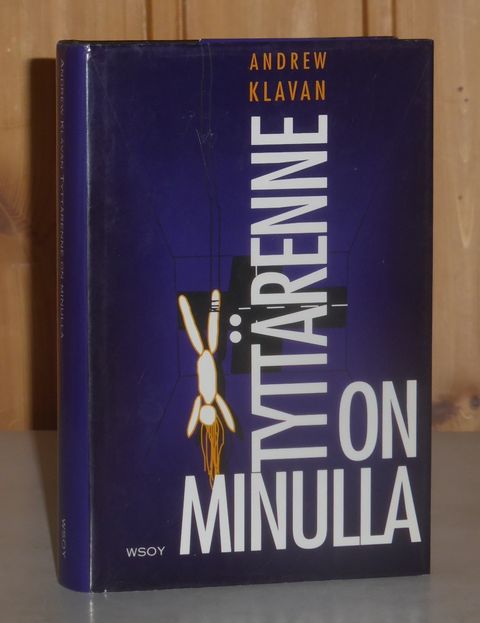 ANDREW
KLAVAN
TYTTÄRENNE
ON
MINULLA
WSOY
ANDREW KLAVAN TYTTÄRENNE ON MINULLA
WSOY